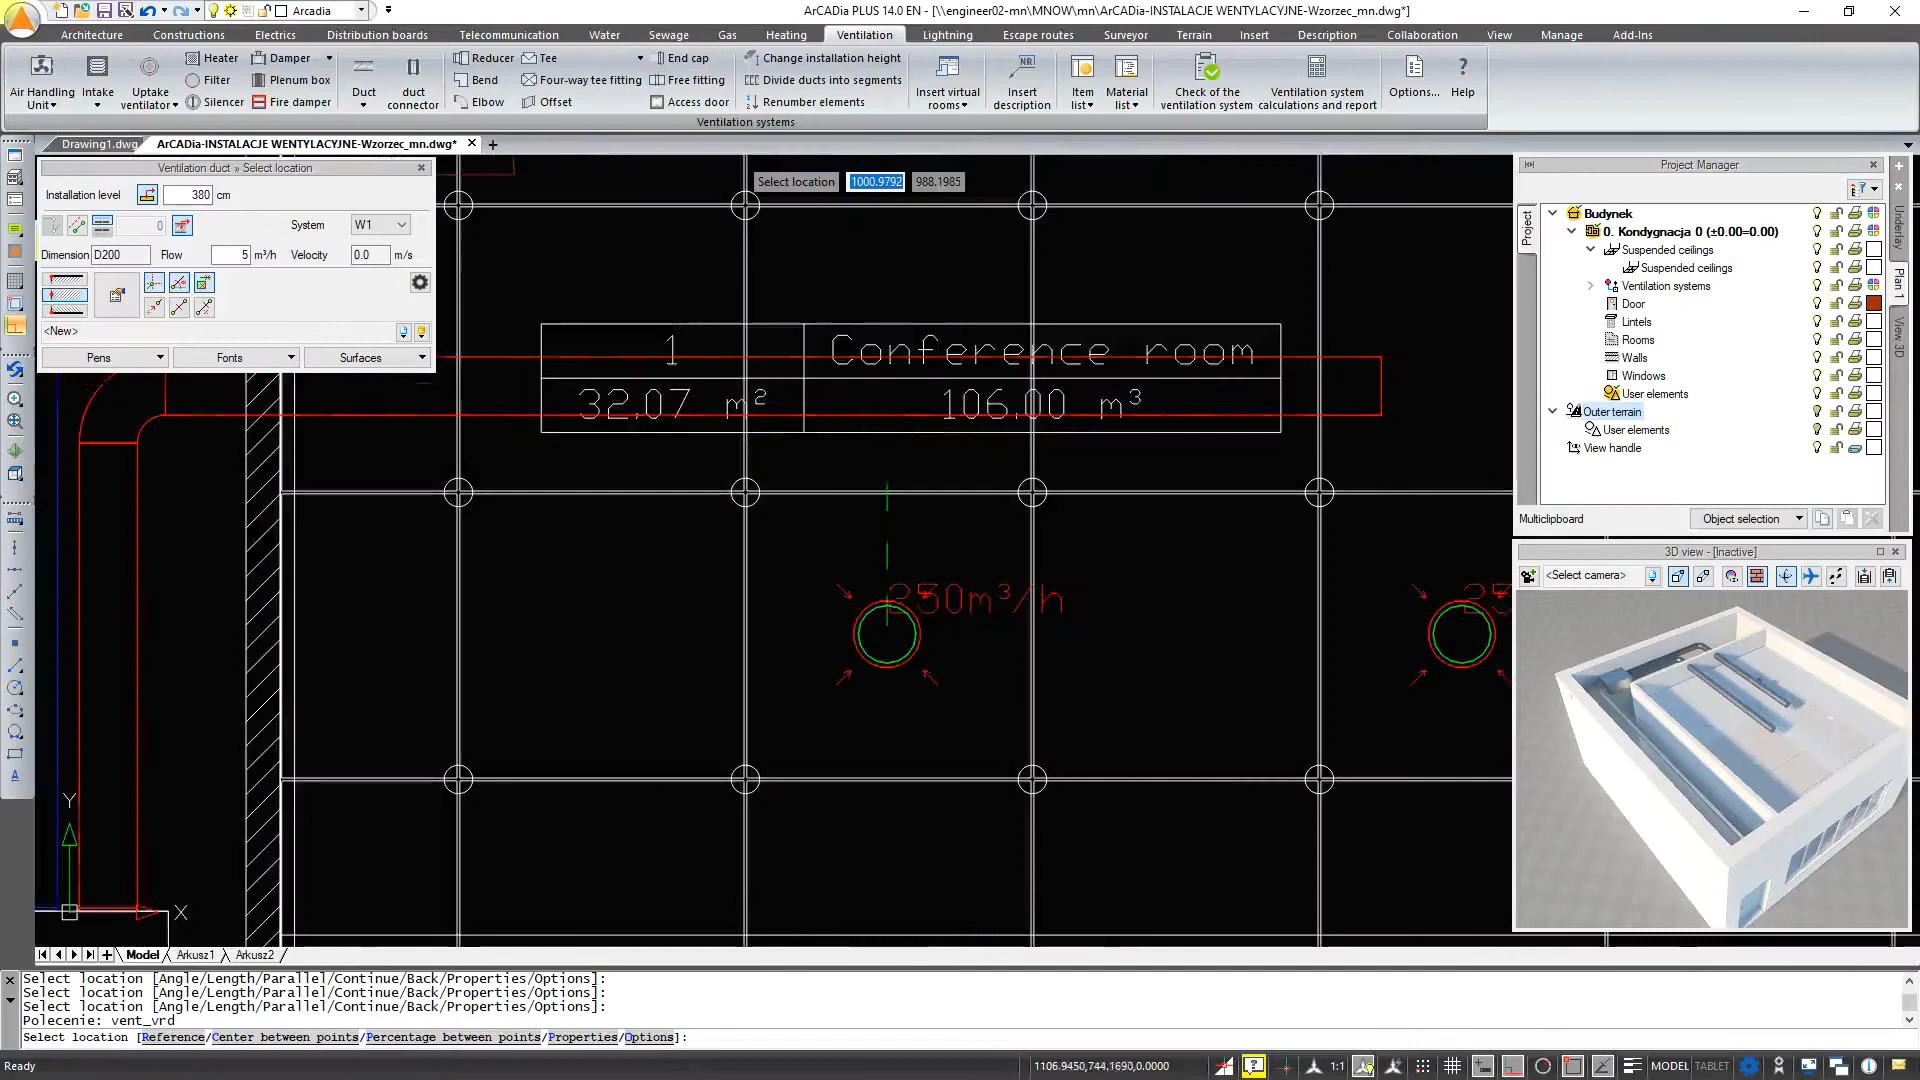 Arcadia
ArCADia PLUS 14.0 EN - [\\engineer02-mn\MNOW\mn\ArCADia-INSTALACJE WENTYLACYJNE-Wzorzec_mn.dwg*]
Architecture Constructions Electrics Distribution boards Telecommunication Water Sewage Gas Heating Ventilation Lightning Escape routes Surveyor Terrain Insert Description Collaboration View Manage Add-Ins
Heater Damper Reducer Tee End cap Change installation height
Filter Plenum box Bend Four-way tee fitting Free fitting Divide ducts into segments
Silencer Fire damper Elbow Offset Access door Renumber elements
Air Handling Unit Intake Uptake ventilator Duct duct connector
Insert virtual rooms Insert description Item list Material list Check of the ventilation system Ventilation system calculations and report Options... Help
NR
Ventilation systems
Drawing1.dwg ArCADia-INSTALACJE WENTYLACYJNE-Wzorzec_mn.dwg*
Ventilation duct » Select location
Installation level 380 cm
0 System W1
Dimension D200 Flow 5 m³/h Velocity 0.0 m/s
<New>
Pens Fonts Surfaces
Select location 1000.9792 988.1985
1 Conference room
32,07 m² 106,00 m³
250m³/h
25
Y
X
Project Manager
Project
Underlay
Plan 1
View 3D
Budynek
0. Kondygnacja 0 (±0.00=0.00)
Suspended ceilings
Suspended ceilings
Ventilation systems
Door
Lintels
Rooms
Walls
Windows
User elements
Outer terrain
User elements
View handle
Multiclipboard Object selection
3D view - [Inactive]
<Select camera>
Model Arkusz1 Arkusz2
Select location [Angle/Length/Parallel/Continue/Back/Properties/Options]:
Select location [Angle/Length/Parallel/Continue/Back/Properties/Options]:
Select location [Angle/Length/Parallel/Continue/Back/Properties/Options]:
Polecenie: vent_vrd
Select location [Reference/Center between points/Percentage between points/Properties/Options]:
Ready 1106.9450,744,1690,0.0000 1:1 MODEL TABLET